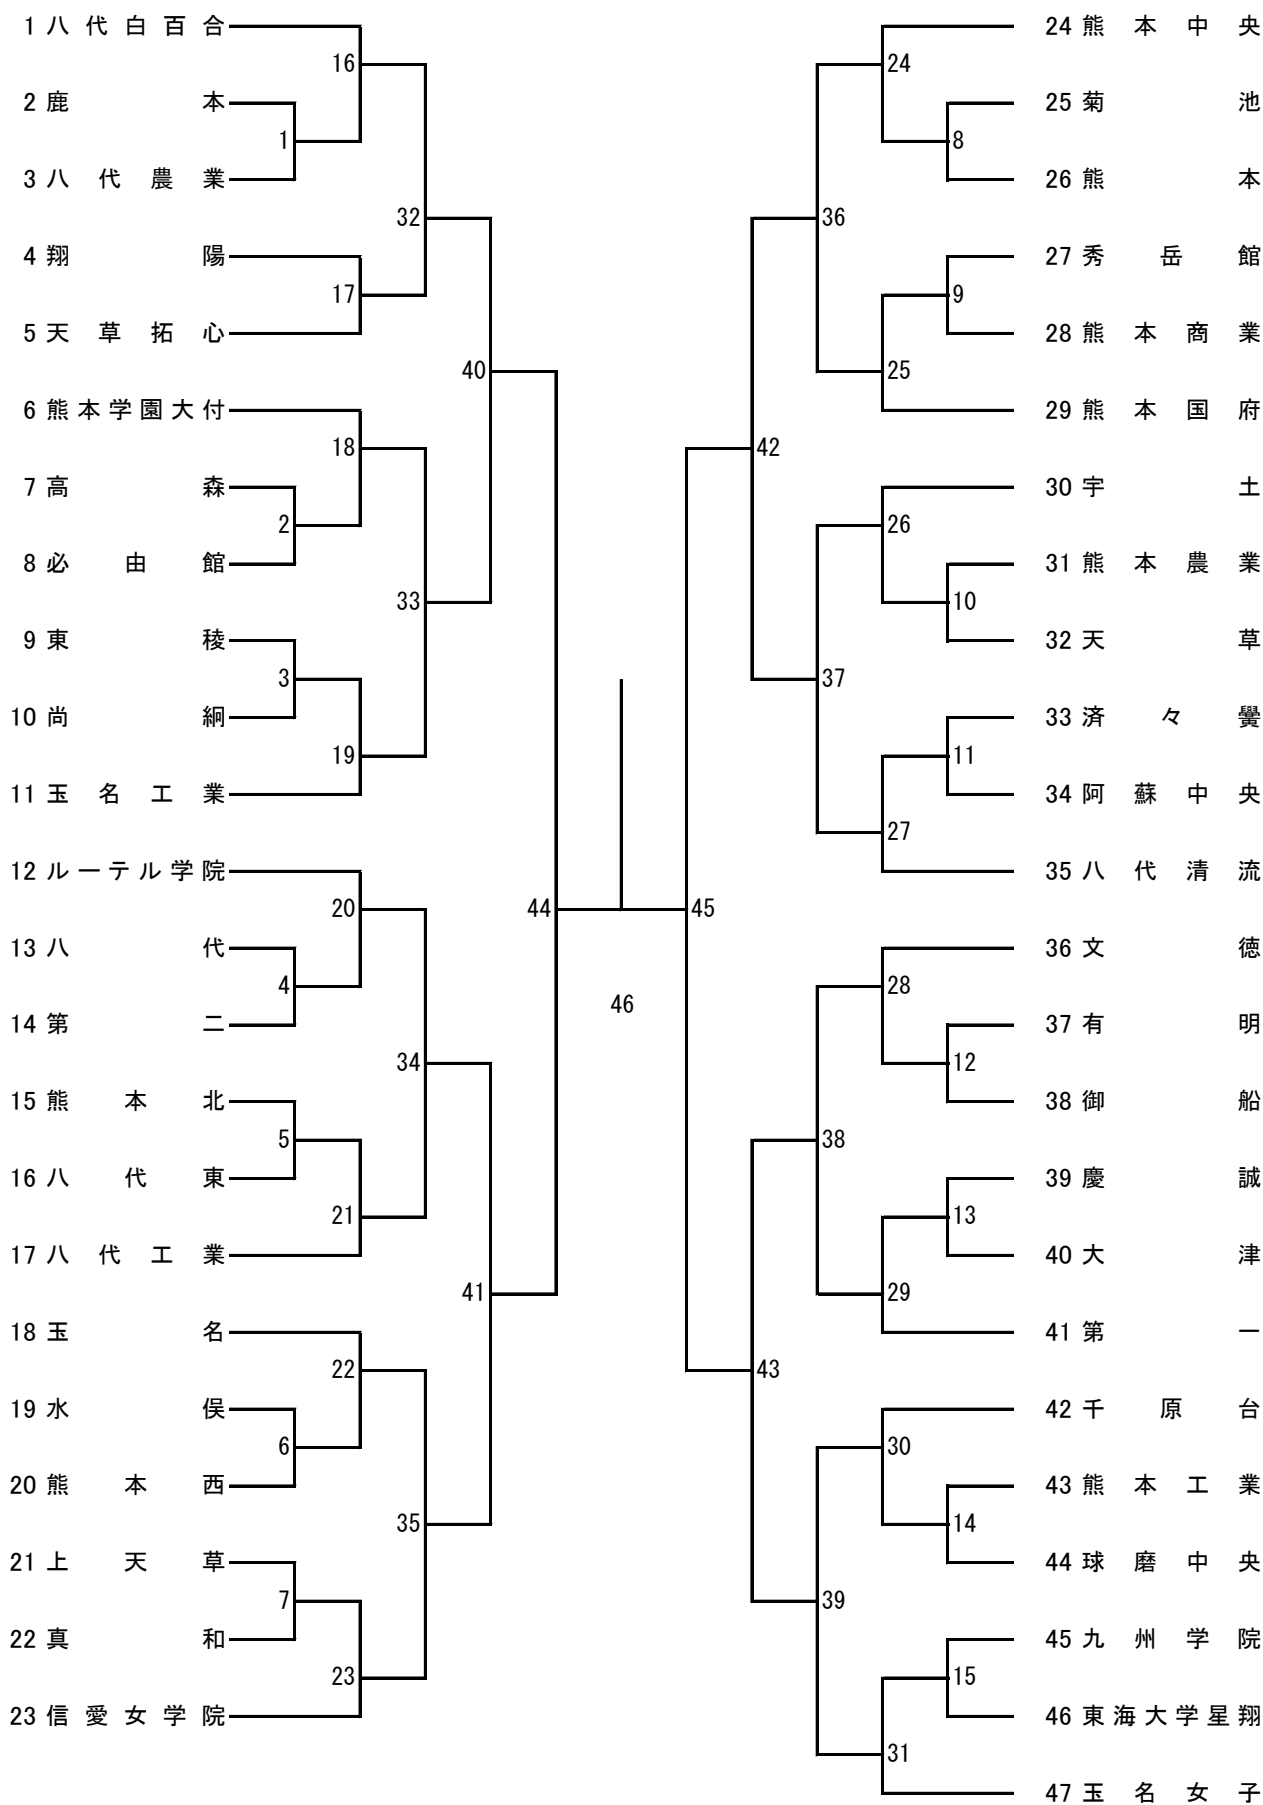 1 八代白百合
2 鹿本
3 八代農業
4 翔陽
5 天草拓心
6 熊本学園大付
7 高森
8 必由館
9 東稜
10 尚絅
11 玉名工業
12 ルーテル学院
13 八代
14 第二
15 熊本北
16 八代東
17 八代工業
18 玉名
19 水俣
20 熊本西
21 上天草
22 真和
23 信愛女学院
1
2
3
4
5
6
7
16
17
18
19
20
21
22
23
32
33
34
35
40
41
44
46
45
42
43
36
37
38
39
24
25
26
27
28
29
30
31
8
9
10
11
12
13
14
15
24 熊本中央
25 菊池
26 熊本
27 秀岳館
28 熊本商業
29 熊本国府
30 宇土
31 熊本農業
32 天草
33 済々黌
34 阿蘇中央
35 八代清流
36 文徳
37 有明
38 御船
39 慶誠
40 大津
41 第一
42 千原台
43 熊本工業
44 球磨中央
45 九州学院
46 東海大学星翔
47 玉名女子